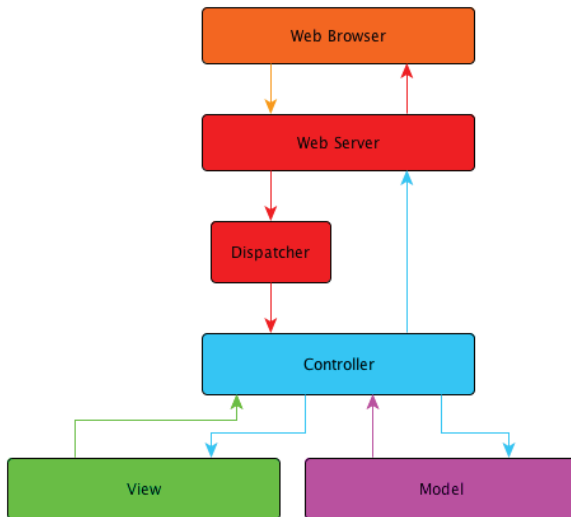 Web Browser
Web Server
Dispatcher
Controller
View
Model